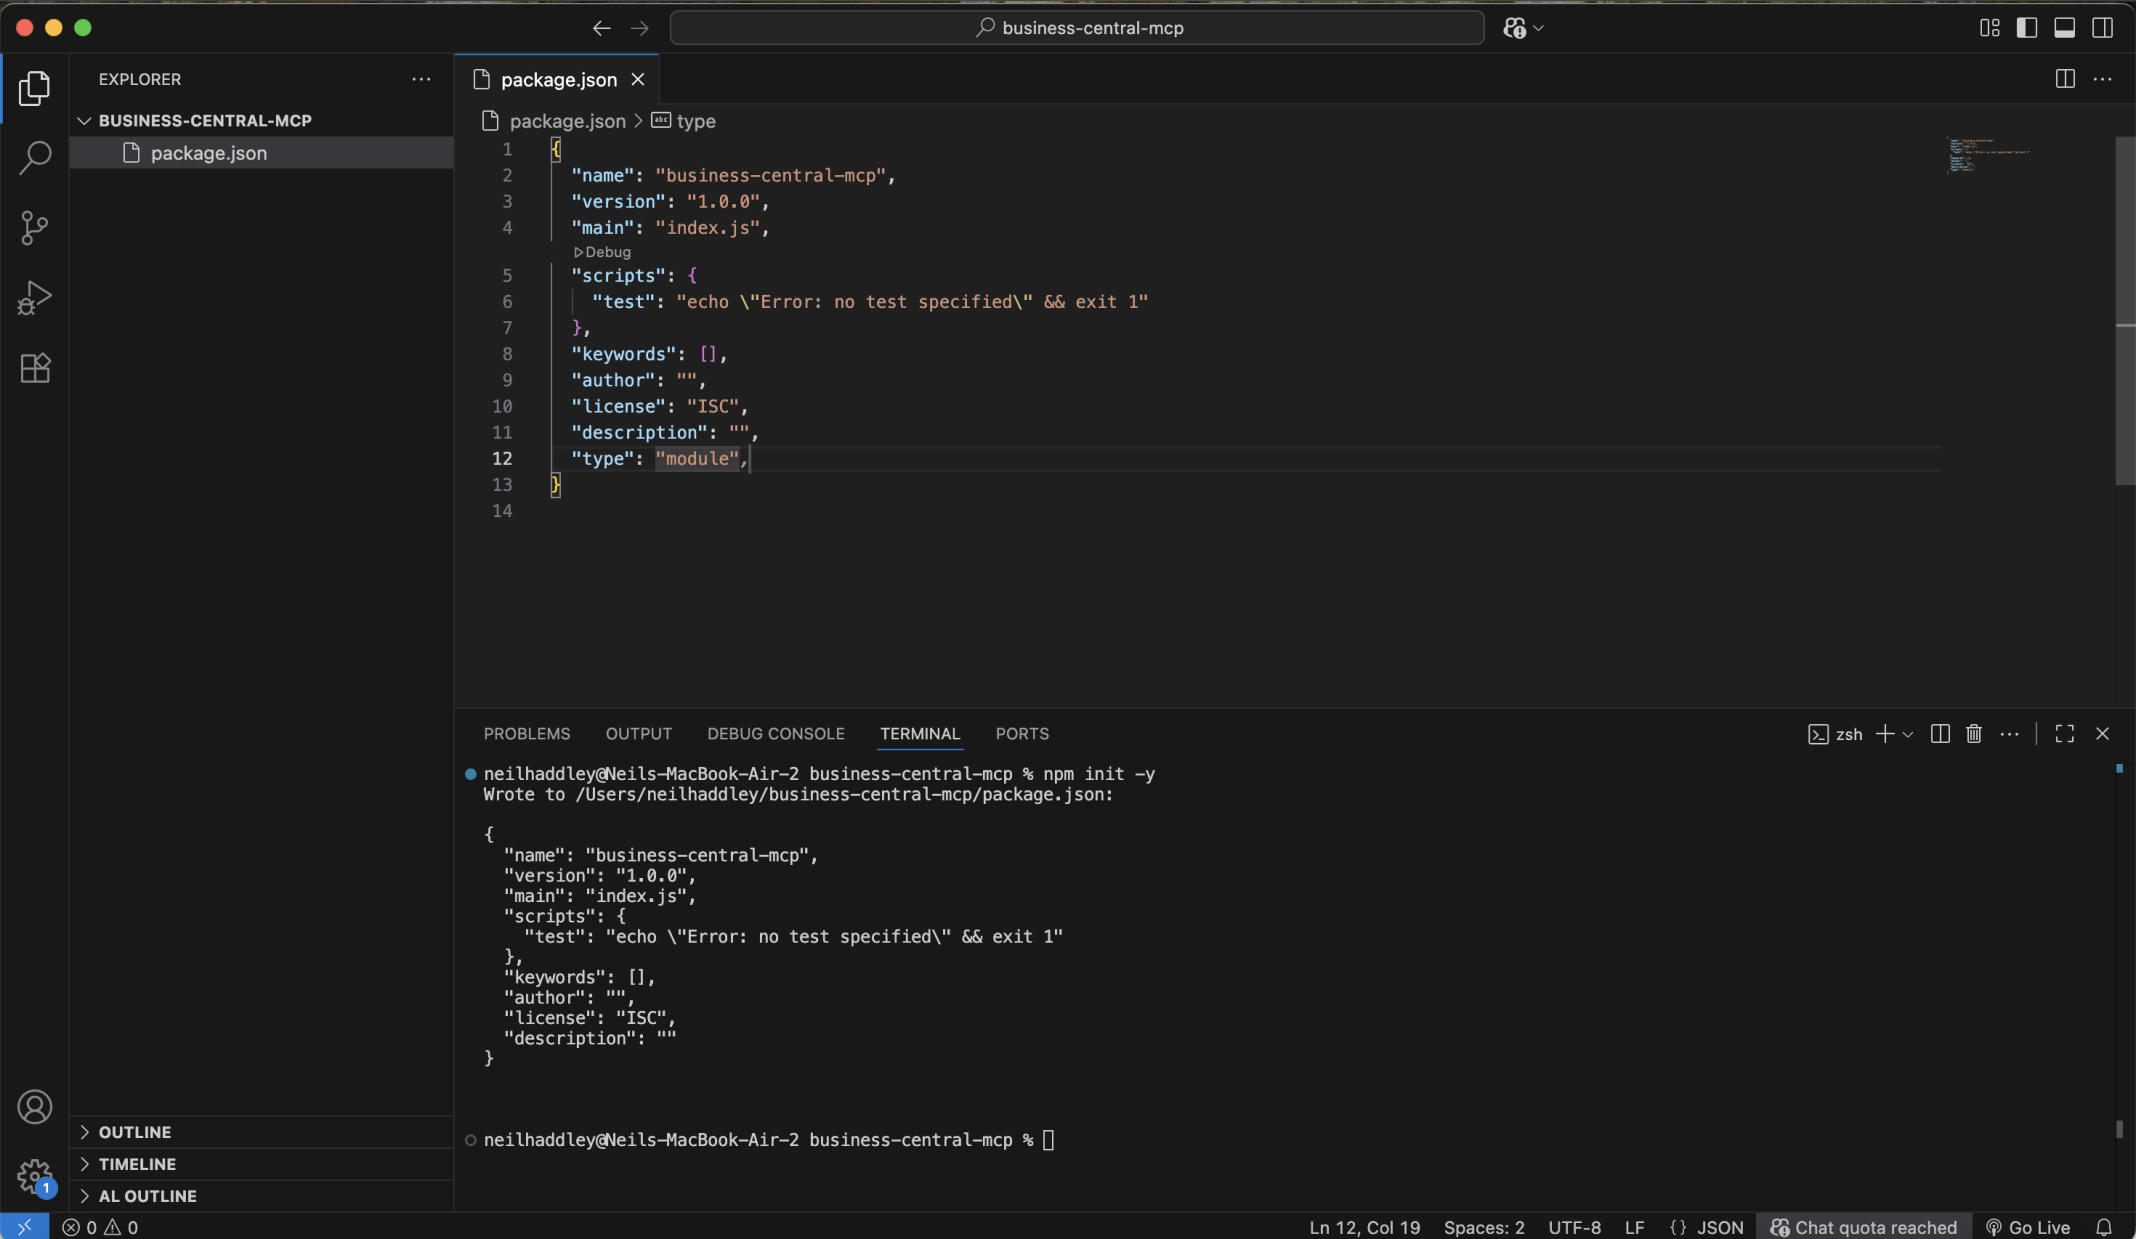 business-central-mcp
EXPLORER
BUSINESS-CENTRAL-MCP
package.json
OUTLINE
TIMELINE
AL OUTLINE
1
package.json
package.json > type
1 {
2 "name": "business-central-mcp",
3 "version": "1.0.0",
4 "main": "index.js",
Debug
5 "scripts": {
6 "test": "echo \"Error: no test specified\" && exit 1"
7 },
8 "keywords": [],
9 "author": "",
10 "license": "ISC",
11 "description": "",
12 "type": "module",
13 }
14
PROBLEMS OUTPUT DEBUG CONSOLE TERMINAL PORTS
zsh
neilhaddley@Neils-MacBook-Air-2 business-central-mcp % npm init -y
Wrote to /Users/neilhaddley/business-central-mcp/package.json:
{
"name": "business-central-mcp",
"version": "1.0.0",
"main": "index.js",
"scripts": {
"test": "echo \"Error: no test specified\" && exit 1"
},
"keywords": [],
"author": "",
"license": "ISC",
"description": ""
}
neilhaddley@Neils-MacBook-Air-2 business-central-mcp %
0 0
Ln 12, Col 19 Spaces: 2 UTF-8 LF {} JSON Chat quota reached Go Live